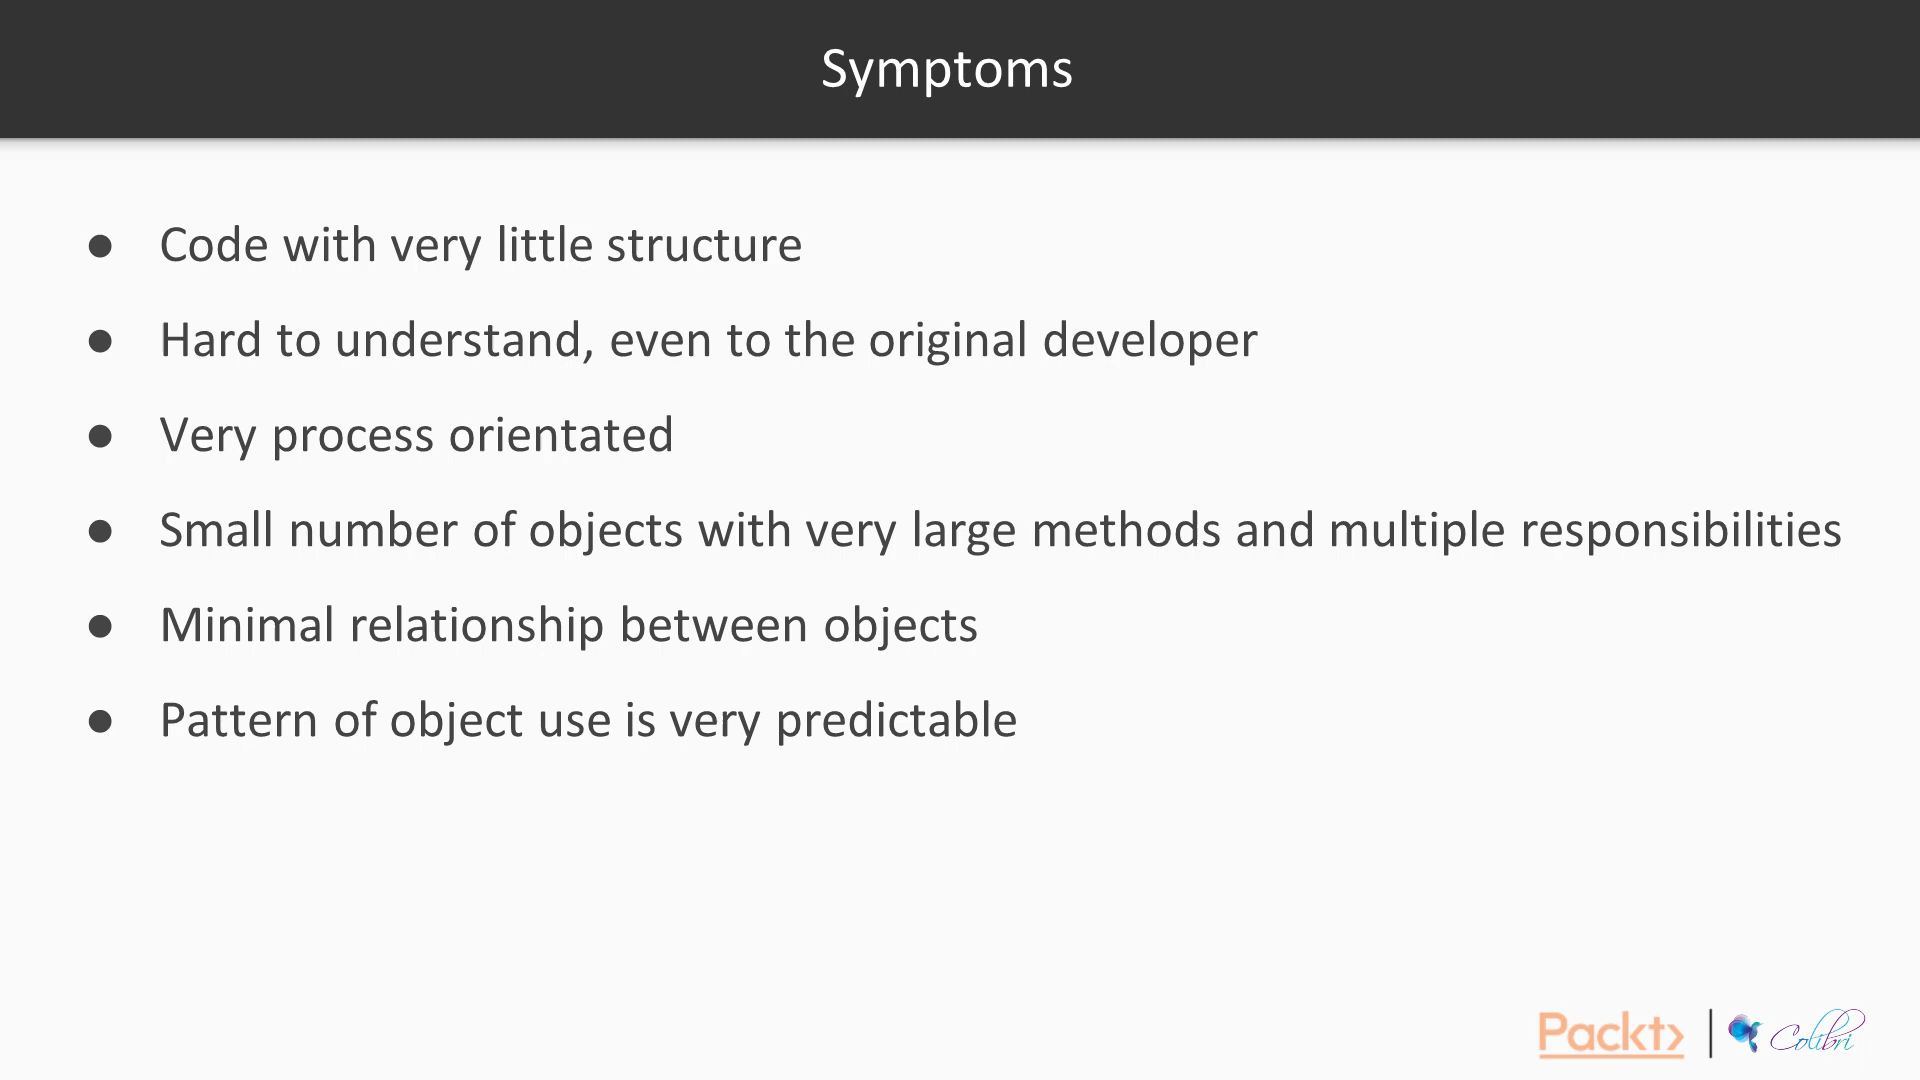 Symptoms
● Code with very little structure
● Hard to understand, even to the original developer
● Very process orientated
● Small number of objects with very large methods and multiple responsibilities
● Minimal relationship between objects
● Pattern of object use is very predictable
Packt> | Colibri